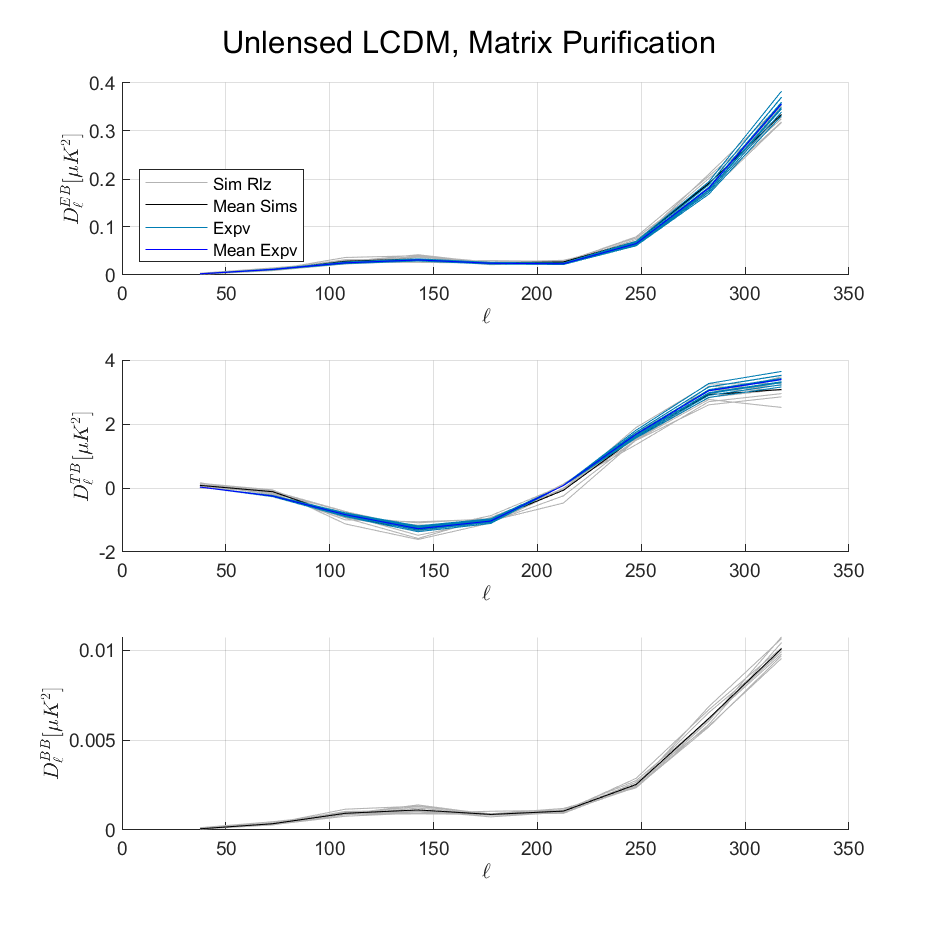 Unlensed LCDM, Matrix Purification
0.4
0.3
0.2
0.1
0
D_ℓ^{EB}[μK^2]
Sim Rlz
Mean Sims
Expv
Mean Expv
0 50 100 150 200 250 300 350
ℓ
4
2
0
-2
D_ℓ^{TB}[μK^2]
0 50 100 150 200 250 300 350
ℓ
0.01
0.005
0
D_ℓ^{BB}[μK^2]
0 50 100 150 200 250 300 350
ℓ